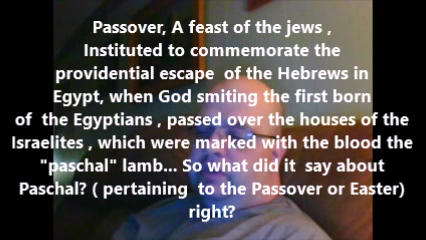 Passover, A feast of the jews ,
Instituted to commemorate the
providential escape  of the Hebrews in
Egypt, when God smiting the first born
of  the Egyptians , passed over the houses of the
Israelites , which were marked with the blood the
"paschal" lamb... So what did it  say about
Paschal? ( pertaining  to the Passover or Easter)
right?